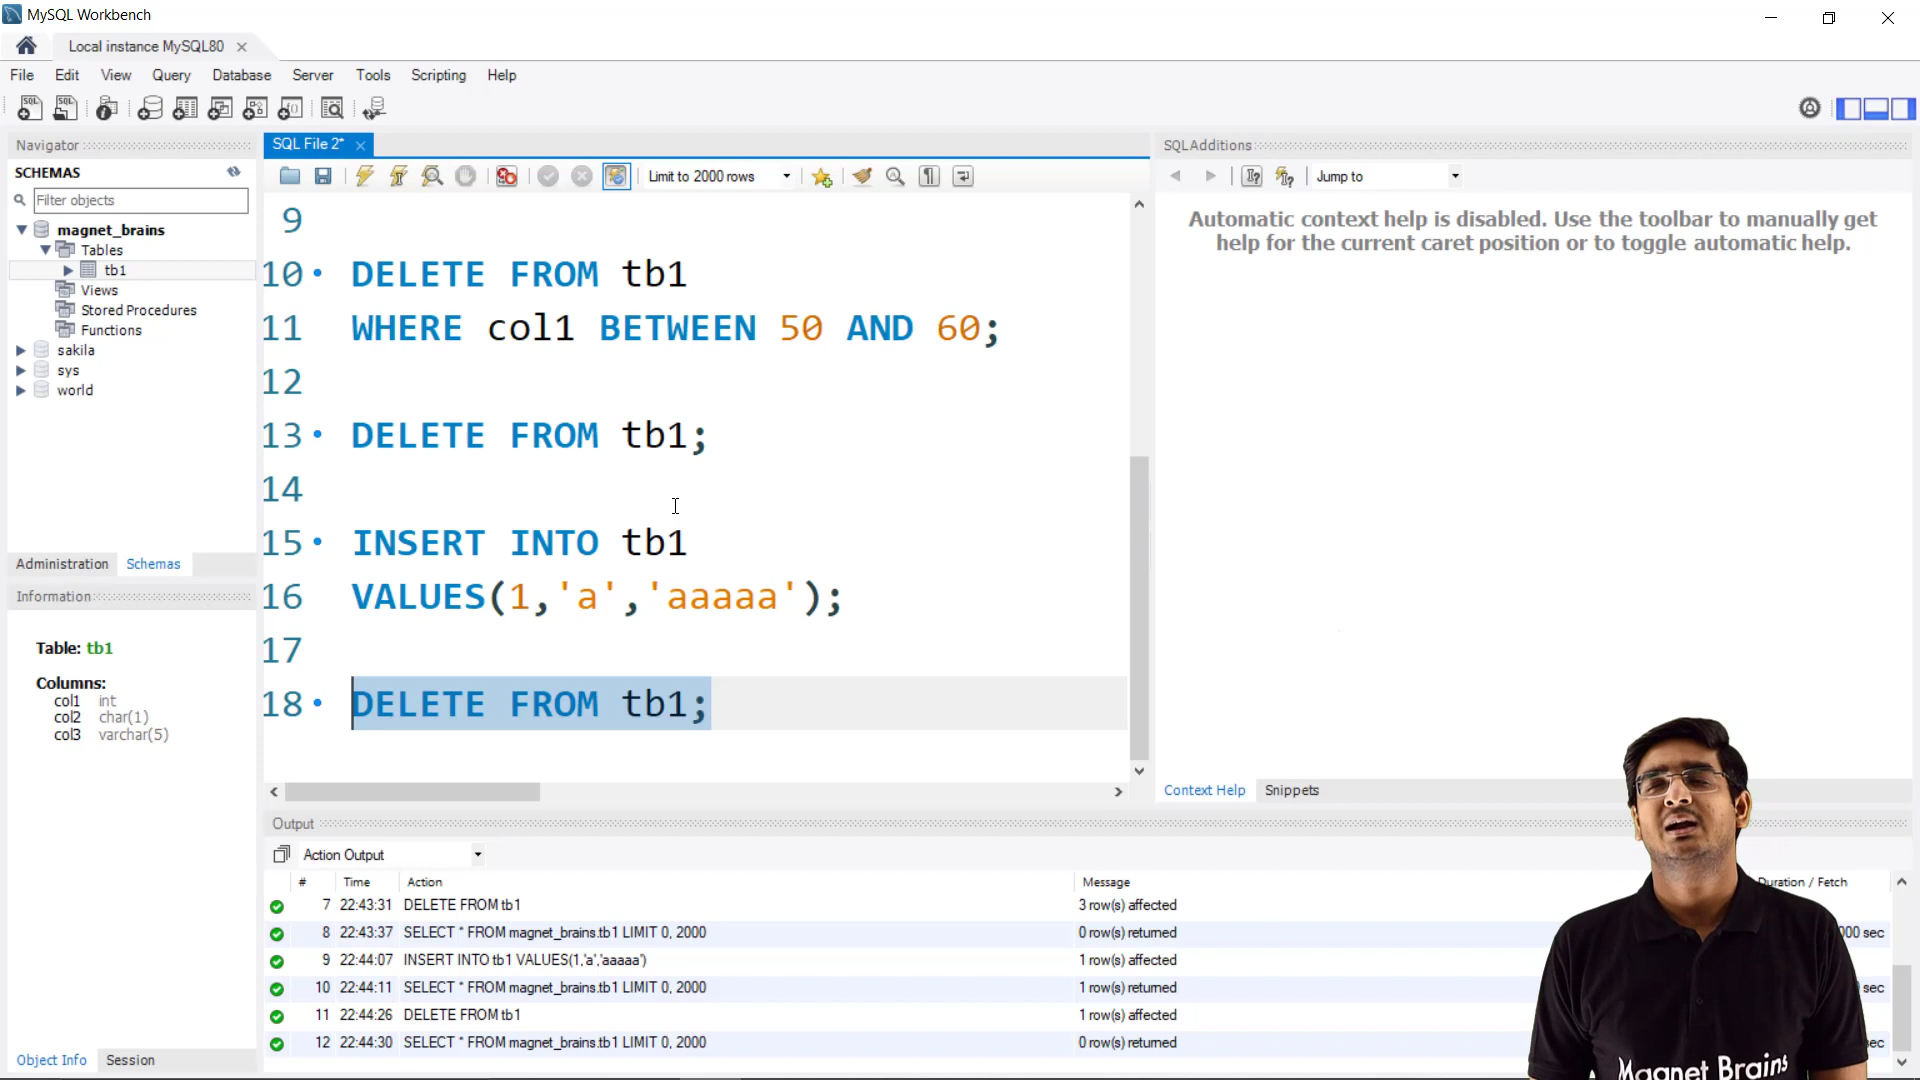 MySQL Workbench
Local instance MySQL80
File Edit View Query Database Server Tools Scripting Help
Navigator
SCHEMAS
Filter objects
magnet_brains
Tables
tb1
Views
Stored Procedures
Functions
sakila
sys
world
Administration Schemas
Information
Table: tb1
Columns:
col1 int
col2 char(1)
col3 varchar(5)
Object Info Session
SQL File 2*
Limit to 2000 rows
9
10 DELETE FROM tb1
11 WHERE col1 BETWEEN 50 AND 60;
12
13 DELETE FROM tb1;
14
15 INSERT INTO tb1
16 VALUES(1,'a','aaaaa');
17
18 DELETE FROM tb1;
SQLAdditions
Jump to
Automatic context help is disabled. Use the toolbar to manually get
help for the current caret position or to toggle automatic help.
Context Help Snippets
Output
Action Output
# Time Action Message Duration / Fetch
7 22:43:31 DELETE FROM tb1 3 row(s) affected
8 22:43:37 SELECT * FROM magnet_brains.tb1 LIMIT 0, 2000 0 row(s) returned sec
9 22:44:07 INSERT INTO tb1 VALUES(1,'a','aaaaa') 1 row(s) affected
10 22:44:11 SELECT * FROM magnet_brains.tb1 LIMIT 0, 2000 1 row(s) returned sec
11 22:44:26 DELETE FROM tb1 1 row(s) affected
12 22:44:30 SELECT * FROM magnet_brains.tb1 LIMIT 0, 2000 0 row(s) returned
Magnet Brains